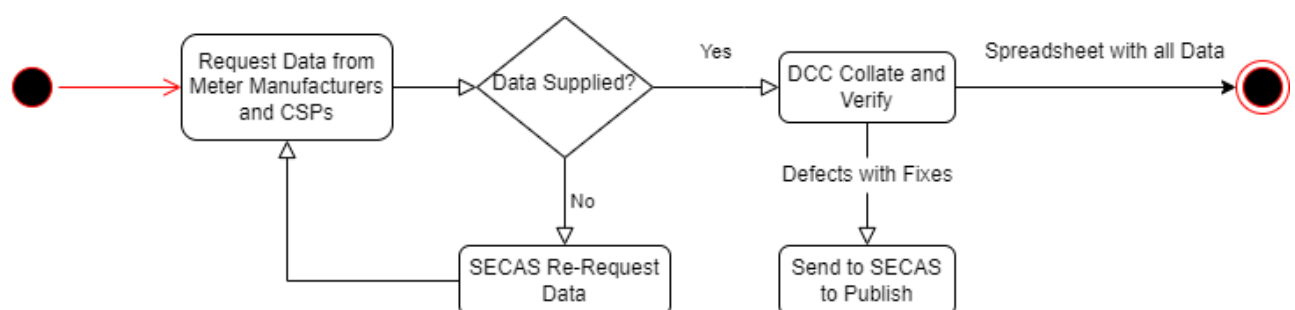 Request Data from
Meter Manufacturers
and CSPs
Data Supplied?
Yes
DCC Collate and
Verify
Spreadsheet with all Data
No
Defects with Fixes
SECAS Re-Request
Data
Send to SECAS
to Publish